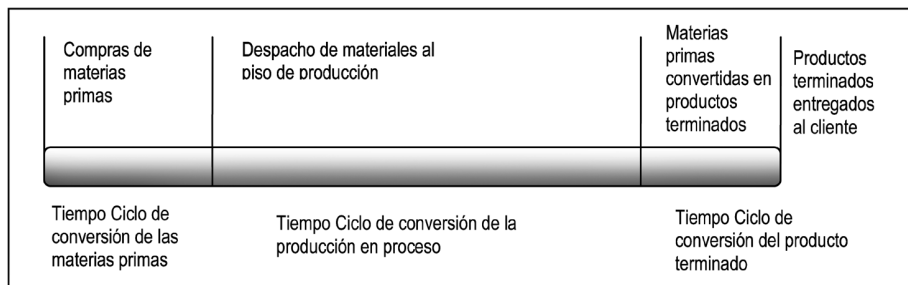 Compras de
materias
primas
Despacho de materiales al
piso de producción
Materias
primas
convertidas en
productos
terminados
Productos
terminados
entregados
al cliente
Tiempo Ciclo de
conversión de las
materias primas
Tiempo Ciclo de conversión de la
producción en proceso
Tiempo Ciclo de
conversión del producto
terminado